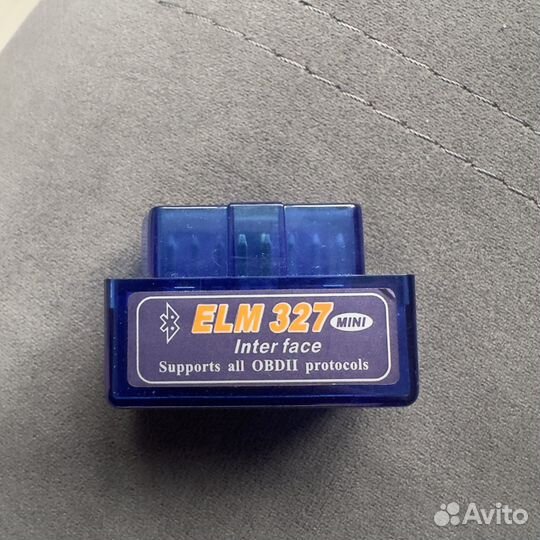 ELM 327 MINI
Inter face
Supports all OBDII protocols
Avito